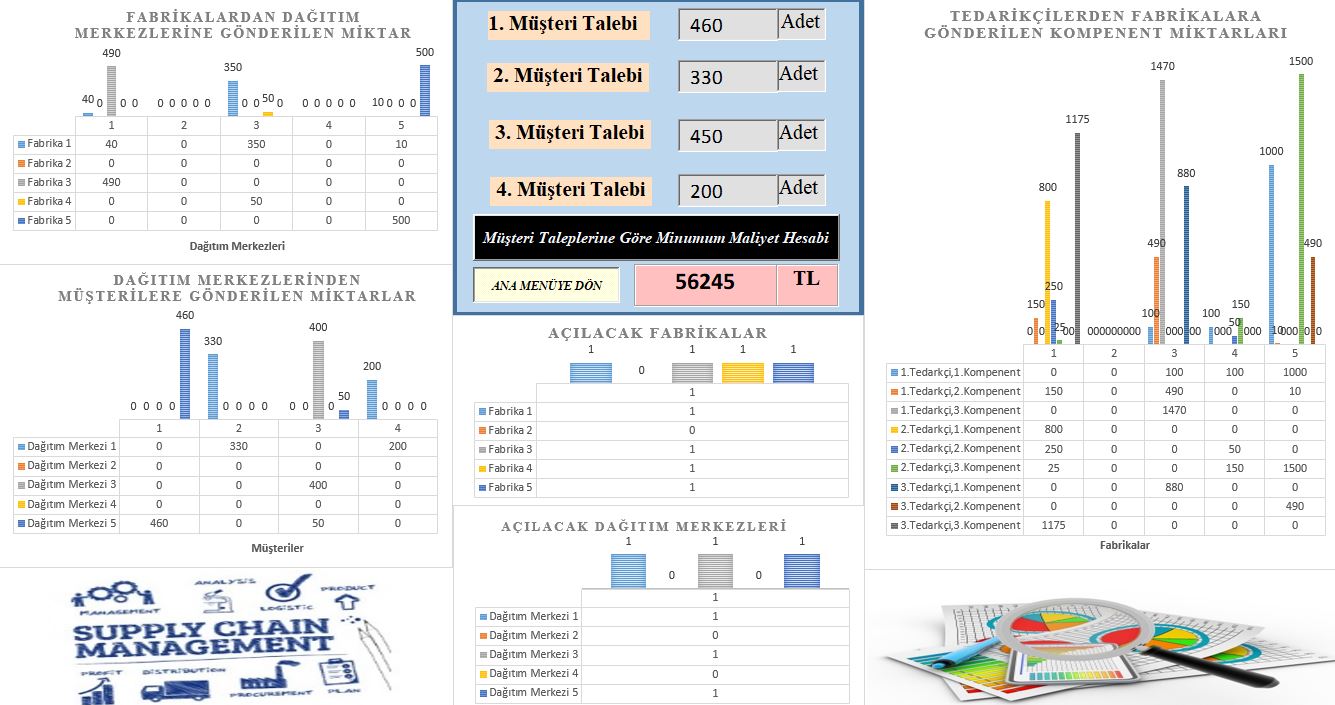 FABRİKALARDAN DAĞITIM
MERKEZLERİNE GÖNDERİLEN MİKTAR
490
500
350
40 0 0 0
0 0 0 0 0
0 0 50 0
0 0 0 0 0
10 0 0 0
1 2 3 4 5
Fabrika 1 40 0 350 0 10
Fabrika 2 0 0 0 0 0
Fabrika 3 490 0 0 0 0
Fabrika 4 0 0 50 0 0
Fabrika 5 0 0 0 0 500
Dağıtım Merkezleri
DAĞITIM MERKEZLERİNDEN
MÜŞTERİLERE GÖNDERİLEN MİKTARLAR
460
400
330
200
0 0 0 0
0 0 0 0
0 0 0 50
0 0 0 0
1 2 3 4
Dağıtım Merkezi 1 0 330 0 200
Dağıtım Merkezi 2 0 0 0 0
Dağıtım Merkezi 3 0 0 400 0
Dağıtım Merkezi 4 0 0 0 0
Dağıtım Merkezi 5 460 0 50 0
Müşteriler
ANALYSIS
PRODUCT
MANAGEMENT
LOGISTIC
SUPPLY CHAIN
MANAGEMENT
PROFIT
DISTRIBUTION
PROCUREMENT
PLAN
1. Müşteri Talebi 460 Adet
2. Müşteri Talebi 330 Adet
3. Müşteri Talebi 450 Adet
4. Müşteri Talebi 200 Adet
Müşteri Taleplerine Göre Minumum Maliyet Hesabi
ANA MENÜYE DÖN 56245 TL
AÇILACAK FABRİKALAR
1 0 1 1 1
1
Fabrika 1 1
Fabrika 2 0
Fabrika 3 1
Fabrika 4 1
Fabrika 5 1
AÇILACAK DAĞITIM MERKEZLERİ
1 0 1 0 1
1
Dağıtım Merkezi 1 1
Dağıtım Merkezi 2 0
Dağıtım Merkezi 3 1
Dağıtım Merkezi 4 0
Dağıtım Merkezi 5 1
TEDARİKÇİLERDEN FABRİKALARA
GÖNDERİLEN KOMPENENT MİKTARLARI
1500
1470
1175
1000
880
800
490
490
250
150
150
100
100
50
25
10
0 0 0 0
000000000
0 000 00
0 0 0 000
000 0 0
1 2 3 4 5
1.Tedarkçi,1.Kompenent 0 0 100 100 1000
1.Tedarkçi,2.Kompenent 150 0 490 0 10
1.Tedarkçi,3.Kompenent 0 0 1470 0 0
2.Tedarkçi,1.Kompenent 800 0 0 0 0
2.Tedarkçi,2.Kompenent 250 0 0 50 0
2.Tedarkçi,3.Kompenent 25 0 0 150 1500
3.Tedarkçi,1.Kompenent 0 0 880 0 0
3.Tedarkçi,2.Kompenent 0 0 0 0 490
3.Tedarkçi,3.Kompenent 1175 0 0 0 0
Fabrikalar